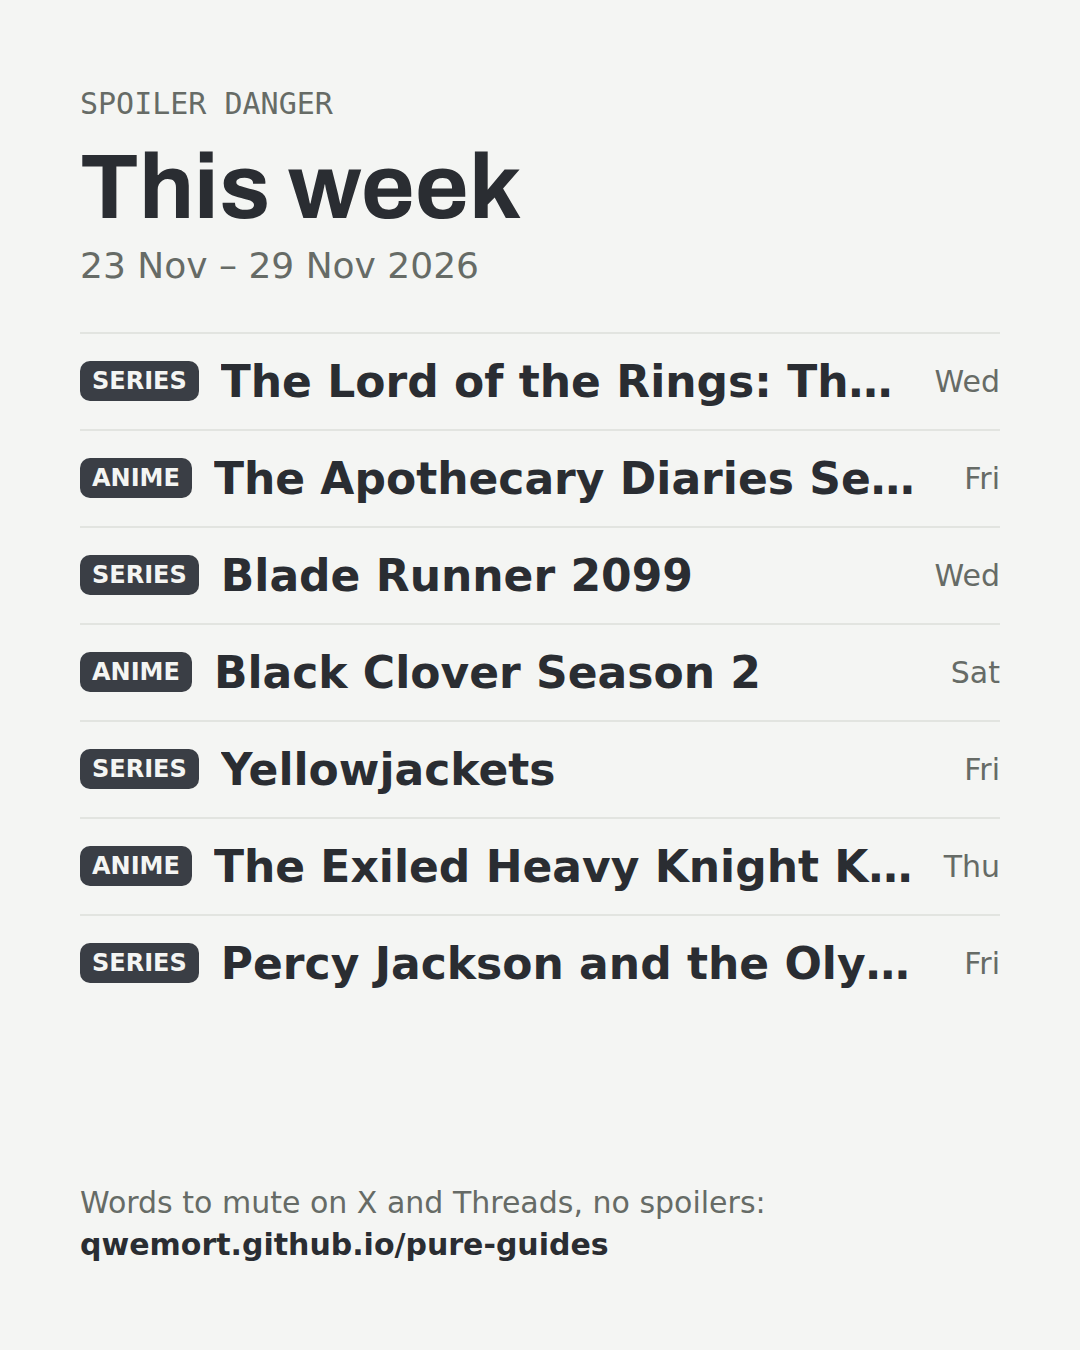 SPOILER DANGER
This week
23 Nov – 29 Nov 2026
SERIES The Lord of the Rings: Th… Wed
ANIME The Apothecary Diaries Se… Fri
SERIES Blade Runner 2099 Wed
ANIME Black Clover Season 2 Sat
SERIES Yellowjackets Fri
ANIME The Exiled Heavy Knight K… Thu
SERIES Percy Jackson and the Oly… Fri
Words to mute on X and Threads, no spoilers:
qwemort.github.io/pure-guides